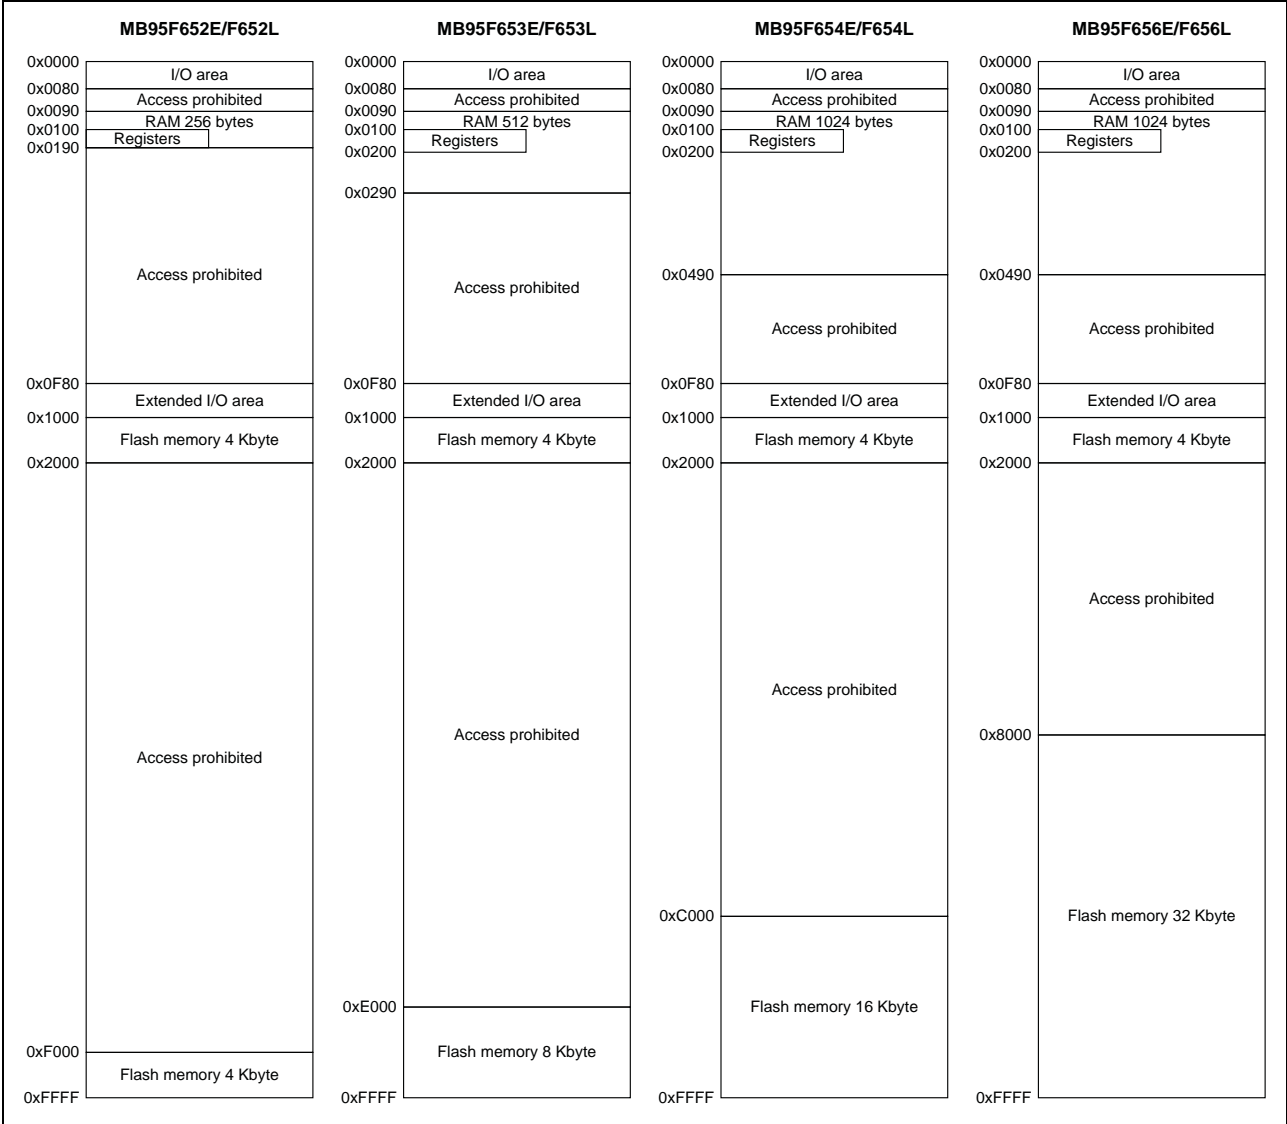 MB95F652E/F652L
0x0000
I/O area
0x0080
Access prohibited
0x0090
RAM 256 bytes
0x0100
Registers
0x0190
Access prohibited
0x0F80
Extended I/O area
0x1000
Flash memory 4 Kbyte
0x2000
Access prohibited
0xF000
Flash memory 4 Kbyte
0xFFFF
MB95F653E/F653L
0x0000
I/O area
0x0080
Access prohibited
0x0090
RAM 512 bytes
0x0100
Registers
0x0200
0x0290
Access prohibited
0x0F80
Extended I/O area
0x1000
Flash memory 4 Kbyte
0x2000
Access prohibited
0xE000
Flash memory 8 Kbyte
0xFFFF
MB95F654E/F654L
0x0000
I/O area
0x0080
Access prohibited
0x0090
RAM 1024 bytes
0x0100
Registers
0x0200
0x0490
Access prohibited
0x0F80
Extended I/O area
0x1000
Flash memory 4 Kbyte
0x2000
Access prohibited
0xC000
Flash memory 16 Kbyte
0xFFFF
MB95F656E/F656L
0x0000
I/O area
0x0080
Access prohibited
0x0090
RAM 1024 bytes
0x0100
Registers
0x0200
0x0490
Access prohibited
0x0F80
Extended I/O area
0x1000
Flash memory 4 Kbyte
0x2000
Access prohibited
0x8000
Flash memory 32 Kbyte
0xFFFF